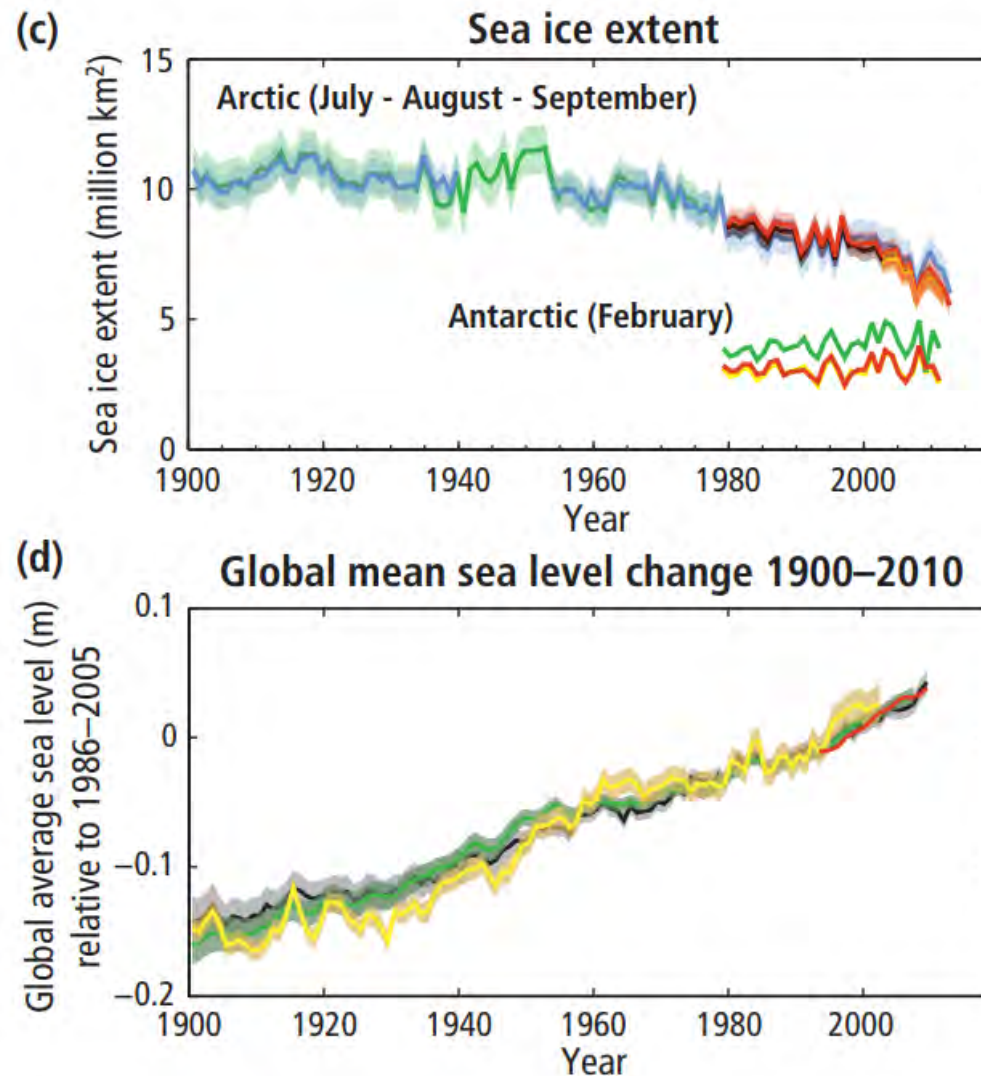 (c)
Sea ice extent
Sea ice extent (million km²)
15
10
5
0
Arctic (July - August - September)
Antarctic (February)
1900
1920
1940
1960
1980
2000
Year
(d)
Global mean sea level change 1900–2010
Global average sea level (m)
relative to 1986–2005
0.1
0
−0.1
−0.2
1900
1920
1940
1960
1980
2000
Year